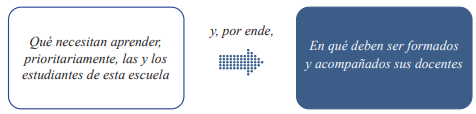 Qué necesitan aprender,
prioritariamente, las y los
estudiantes de esta escuela
y, por ende,
En qué deben ser formados
y acompañados sus docentes